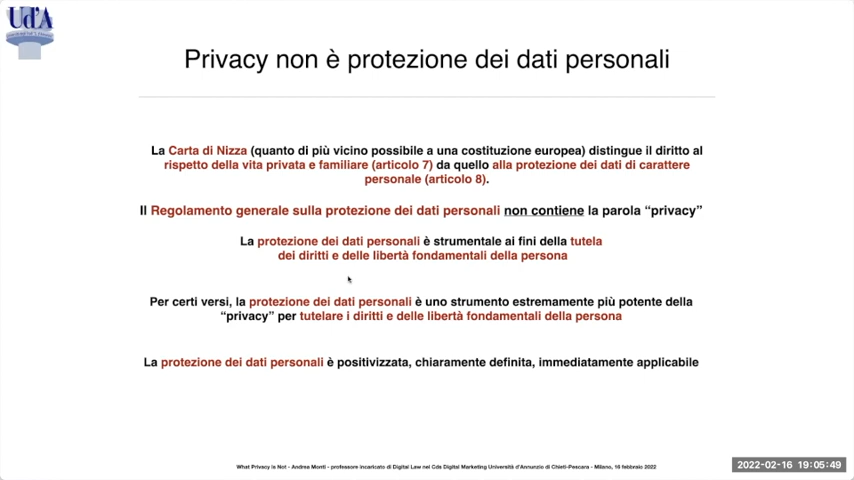 Ud'A
Privacy non è protezione dei dati personali
La Carta di Nizza (quanto di più vicino possibile a una costituzione europea) distingue il diritto al
rispetto della vita privata e familiare (articolo 7) da quello alla protezione dei dati di carattere
personale (articolo 8).
Il Regolamento generale sulla protezione dei dati personali non contiene la parola “privacy”
La protezione dei dati personali è strumentale ai fini della tutela
dei diritti e delle libertà fondamentali della persona
Per certi versi, la protezione dei dati personali è uno strumento estremamente più potente della
“privacy” per tutelare i diritti e delle libertà fondamentali della persona
La protezione dei dati personali è positivizzata, chiaramente definita, immediatamente applicabile
What Privacy is Not - Andrea Monti - professore incaricato di Digital Law nel Cds Digital Marketing Università d'Annunzio di Chieti-Pescara - Milano, 16 febbraio 2022
2022-02-16 19:05:49